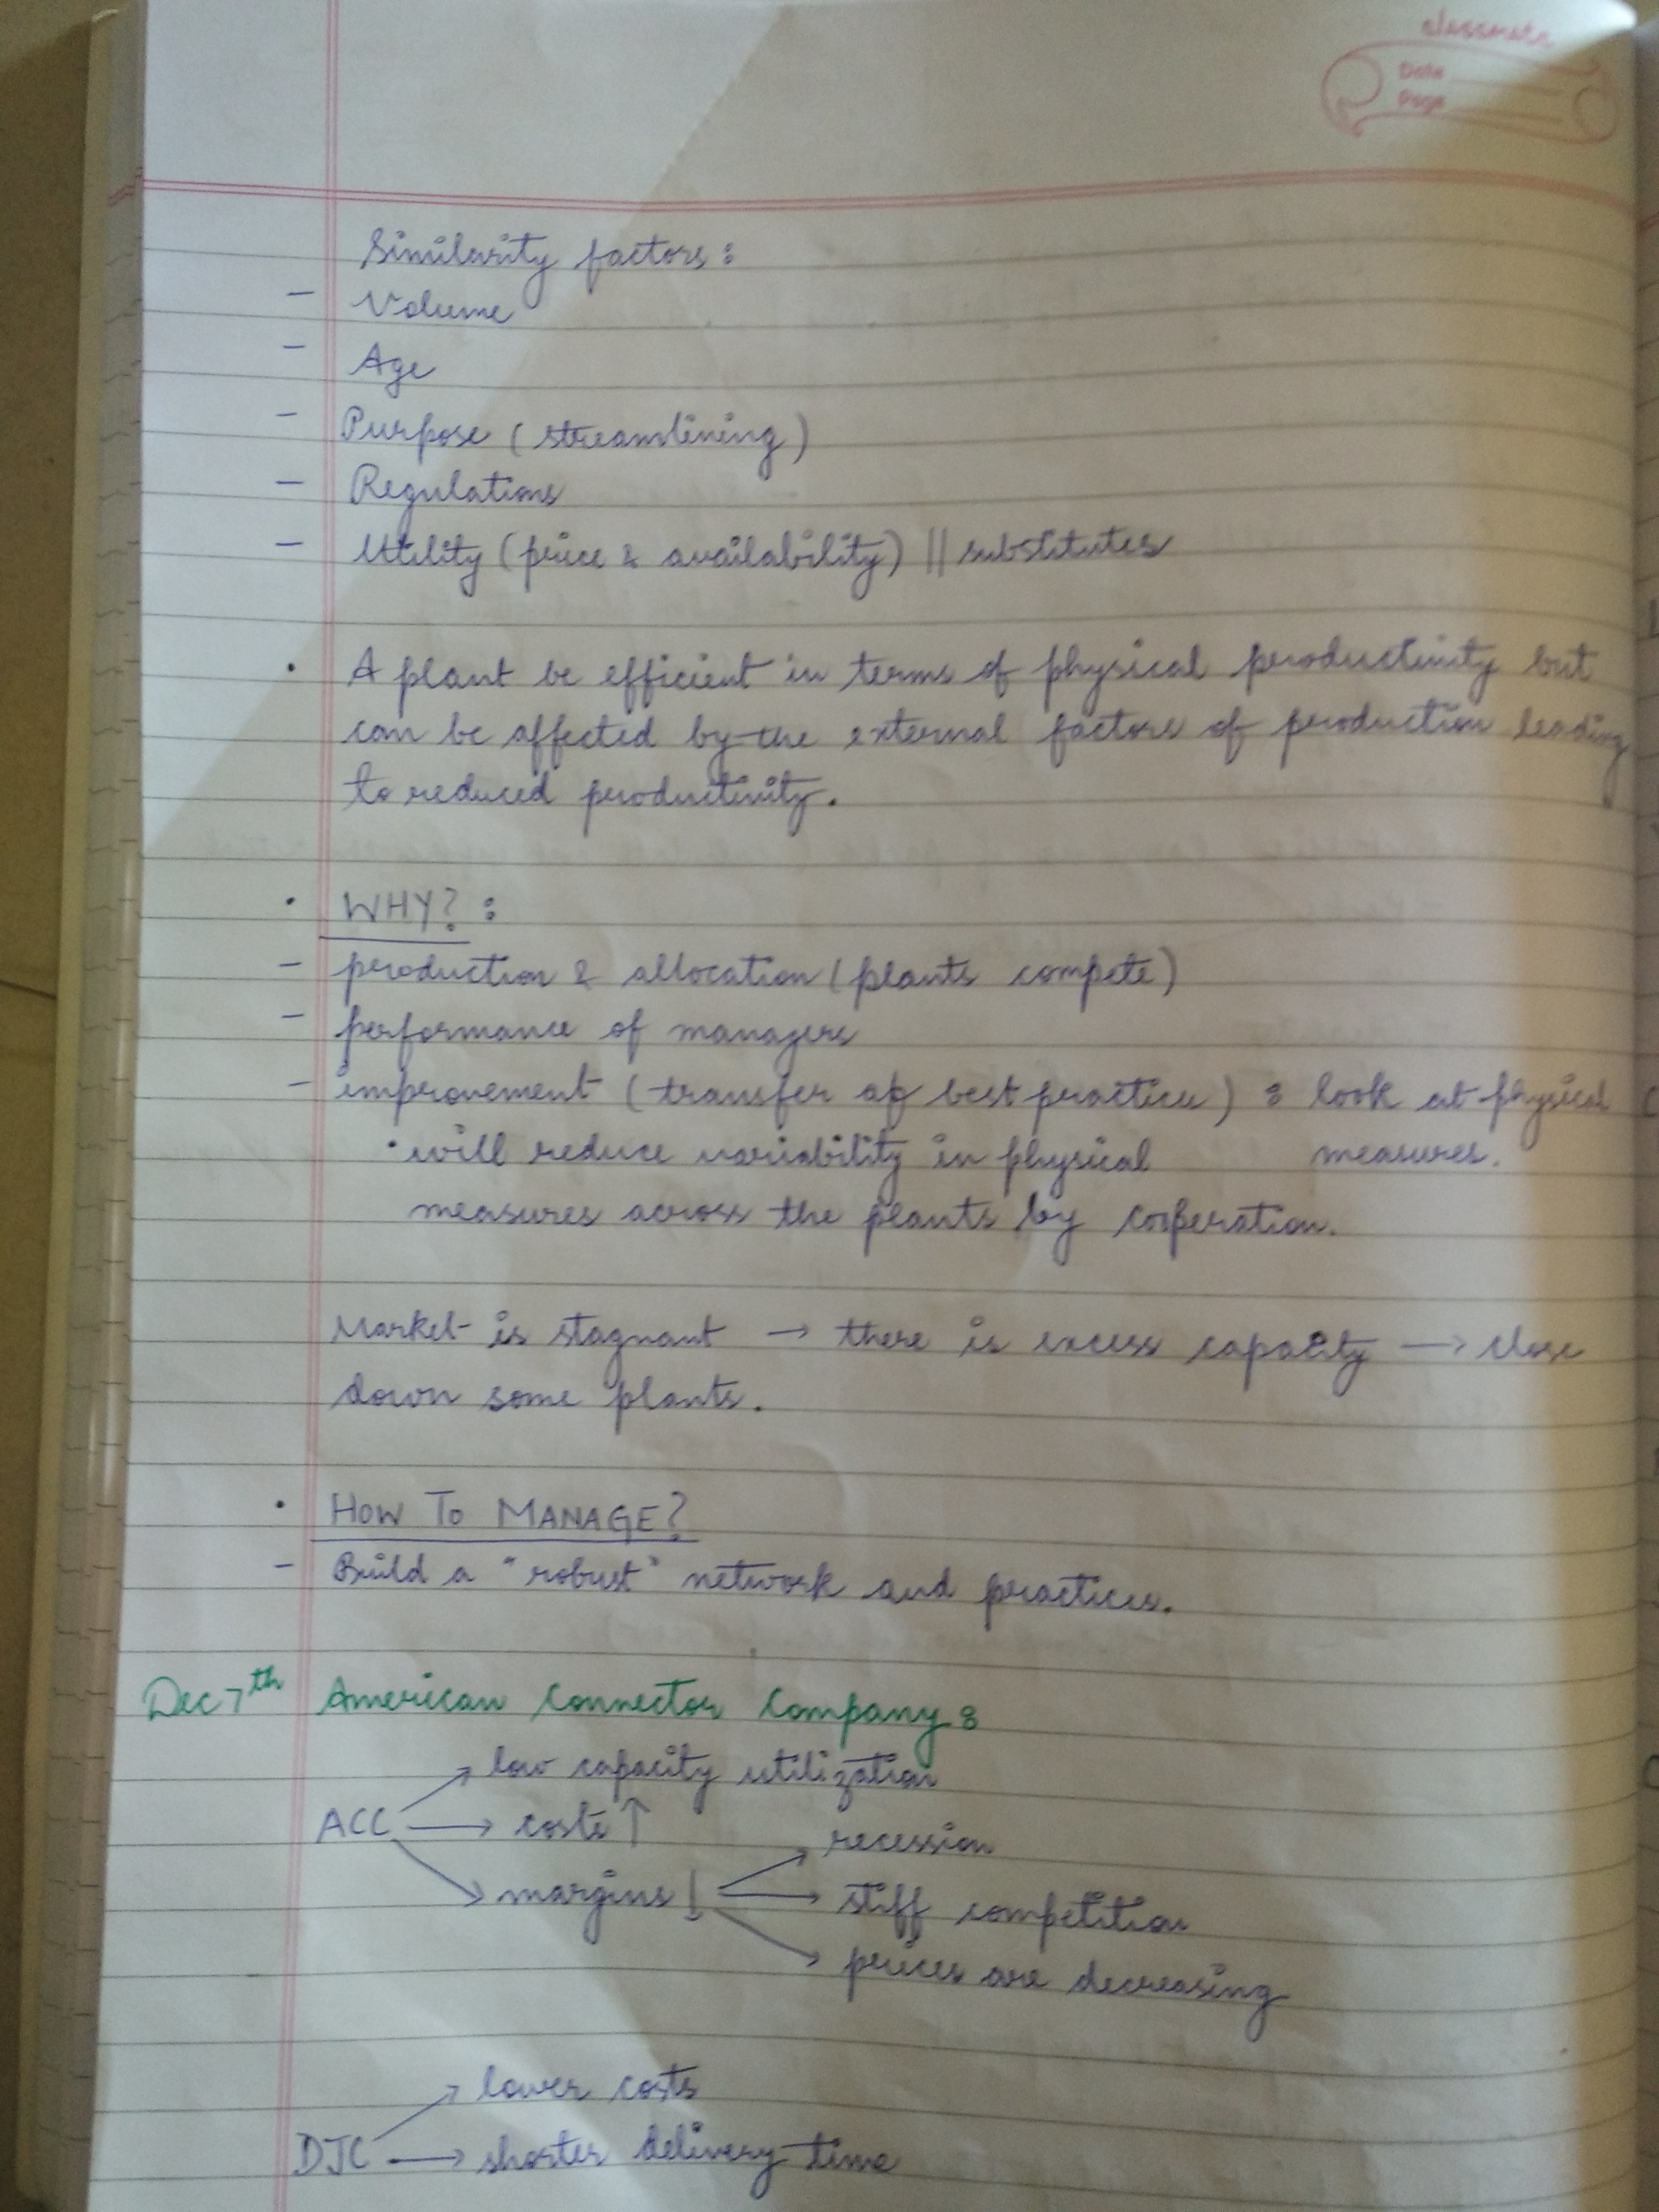 classmate
Date
Page
Similarity factors :
- Volume
- Age
- Purpose ( streamlining )
- Regulations
- Utility (price & availability) || substitutes
• A plant be efficient in terms of physical productivity but
can be affected by the external factors of production leading
to reduced productivity.
• WHY? :
- production & allocation ( plants compete )
- performance of managers
- improvement ( transfer of best practice ) : look at physical
• will reduce variability in physical measures.
measures across the plants by cooperation.
Market is stagnant → there is excess capacity → close
down some plants.
• HOW TO MANAGE?
- Build a "robust" network and practices.
Dec 7th American Connector Company :
→ low capacity utilization
ACC → costs ↑
recession
→ margins ↓ → stiff competition
→ prices are decreasing
→ lower costs
DJC → shorter delivery time